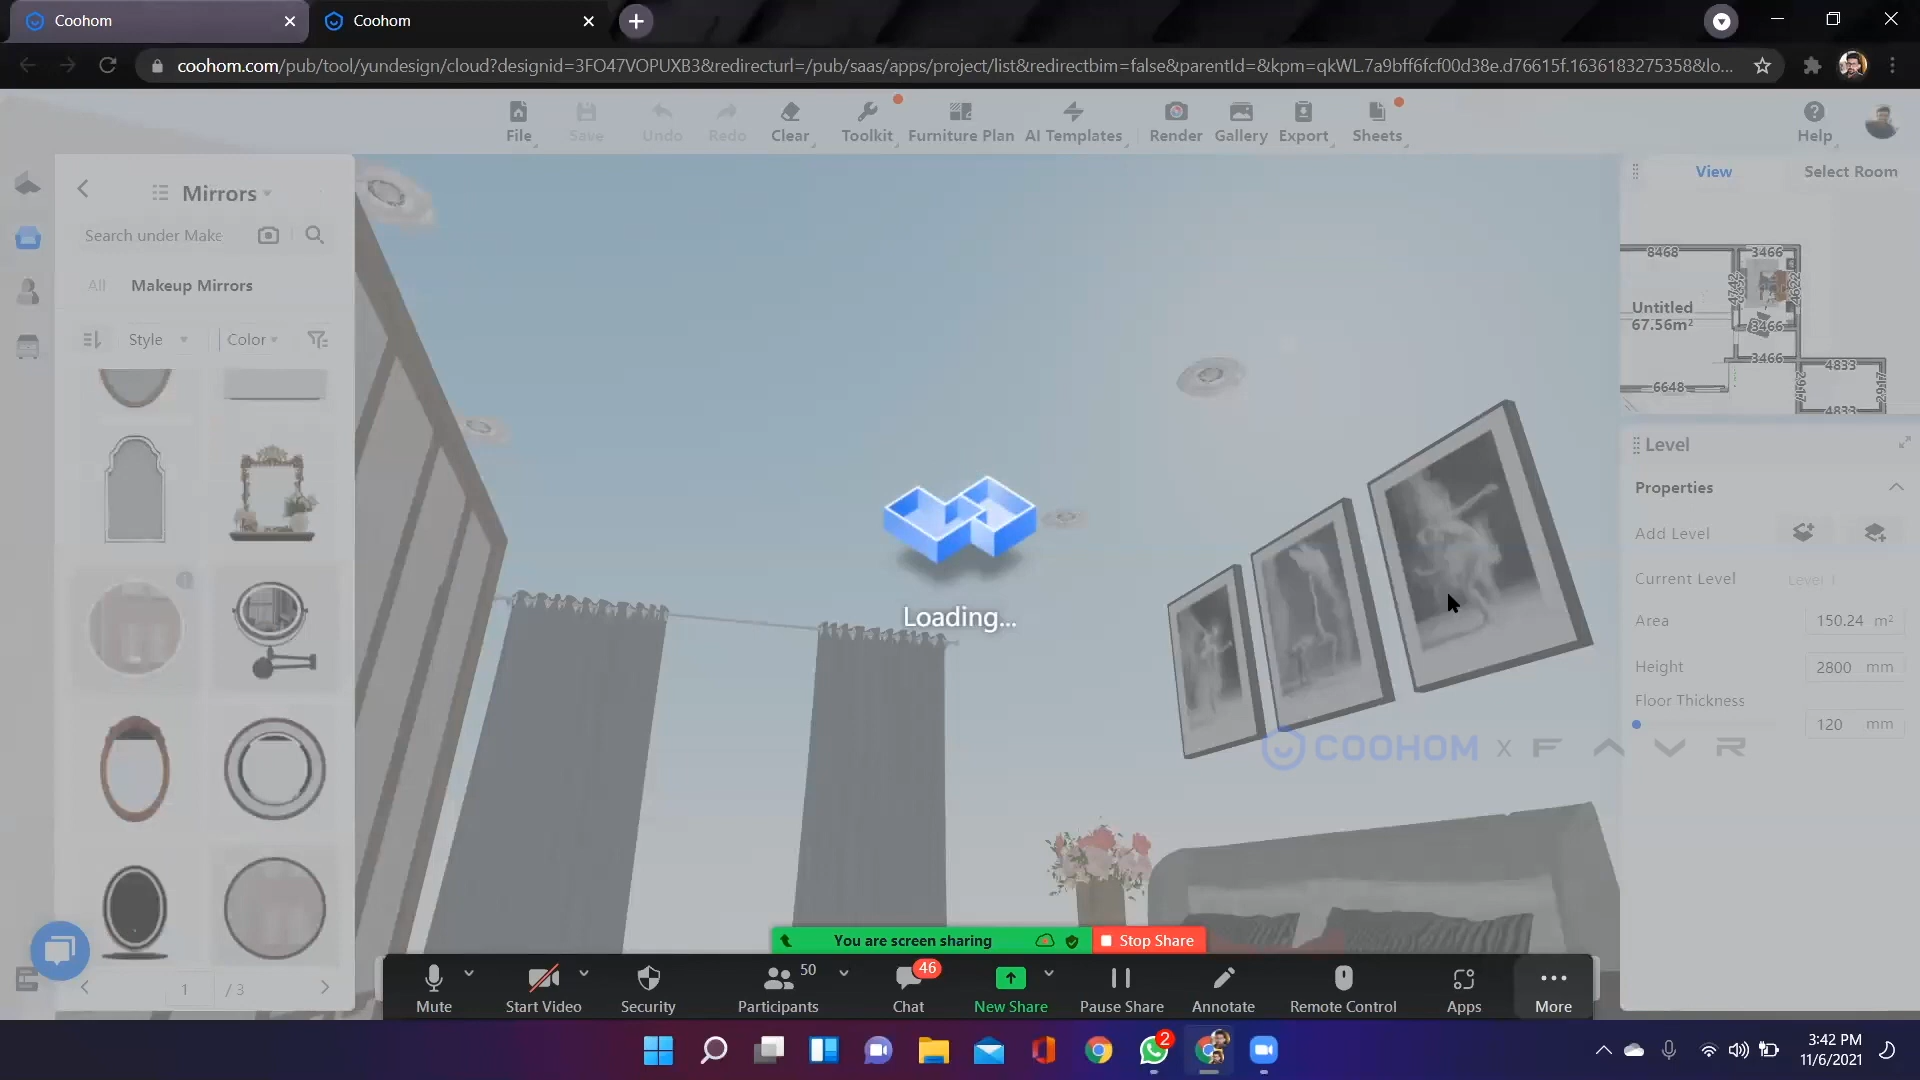 Coohom
Coohom
coohom.com/pub/tool/yundesign/cloud?designid=3FO47VOPUXB3&redirecturl=/pub/saas/apps/project/list&redirectbim=false&parentId=&kpm=qkWL.7a9bff6fcf00d38e.d76615f.1636183275358&lo...
File
Save
Undo
Redo
Clear
Toolkit
Furniture Plan
AI Templates
Render
Gallery
Export
Sheets
Help
Mirrors
Search under Make
All
Makeup Mirrors
Style
Color
1 / 3
View
Select Room
8468
3466
Untitled
67.56m²
3466
3466
4833
6648
4833
Level
Properties
Add Level
Current Level
Level 1
Area
150.24 m²
Height
2800 mm
Floor Thickness
120 mm
Loading...
COOHOM X
You are screen sharing
Stop Share
Mute
Start Video
Security
Participants
50
Chat
46
New Share
Pause Share
Annotate
Remote Control
Apps
More
2
3:42 PM
11/6/2021